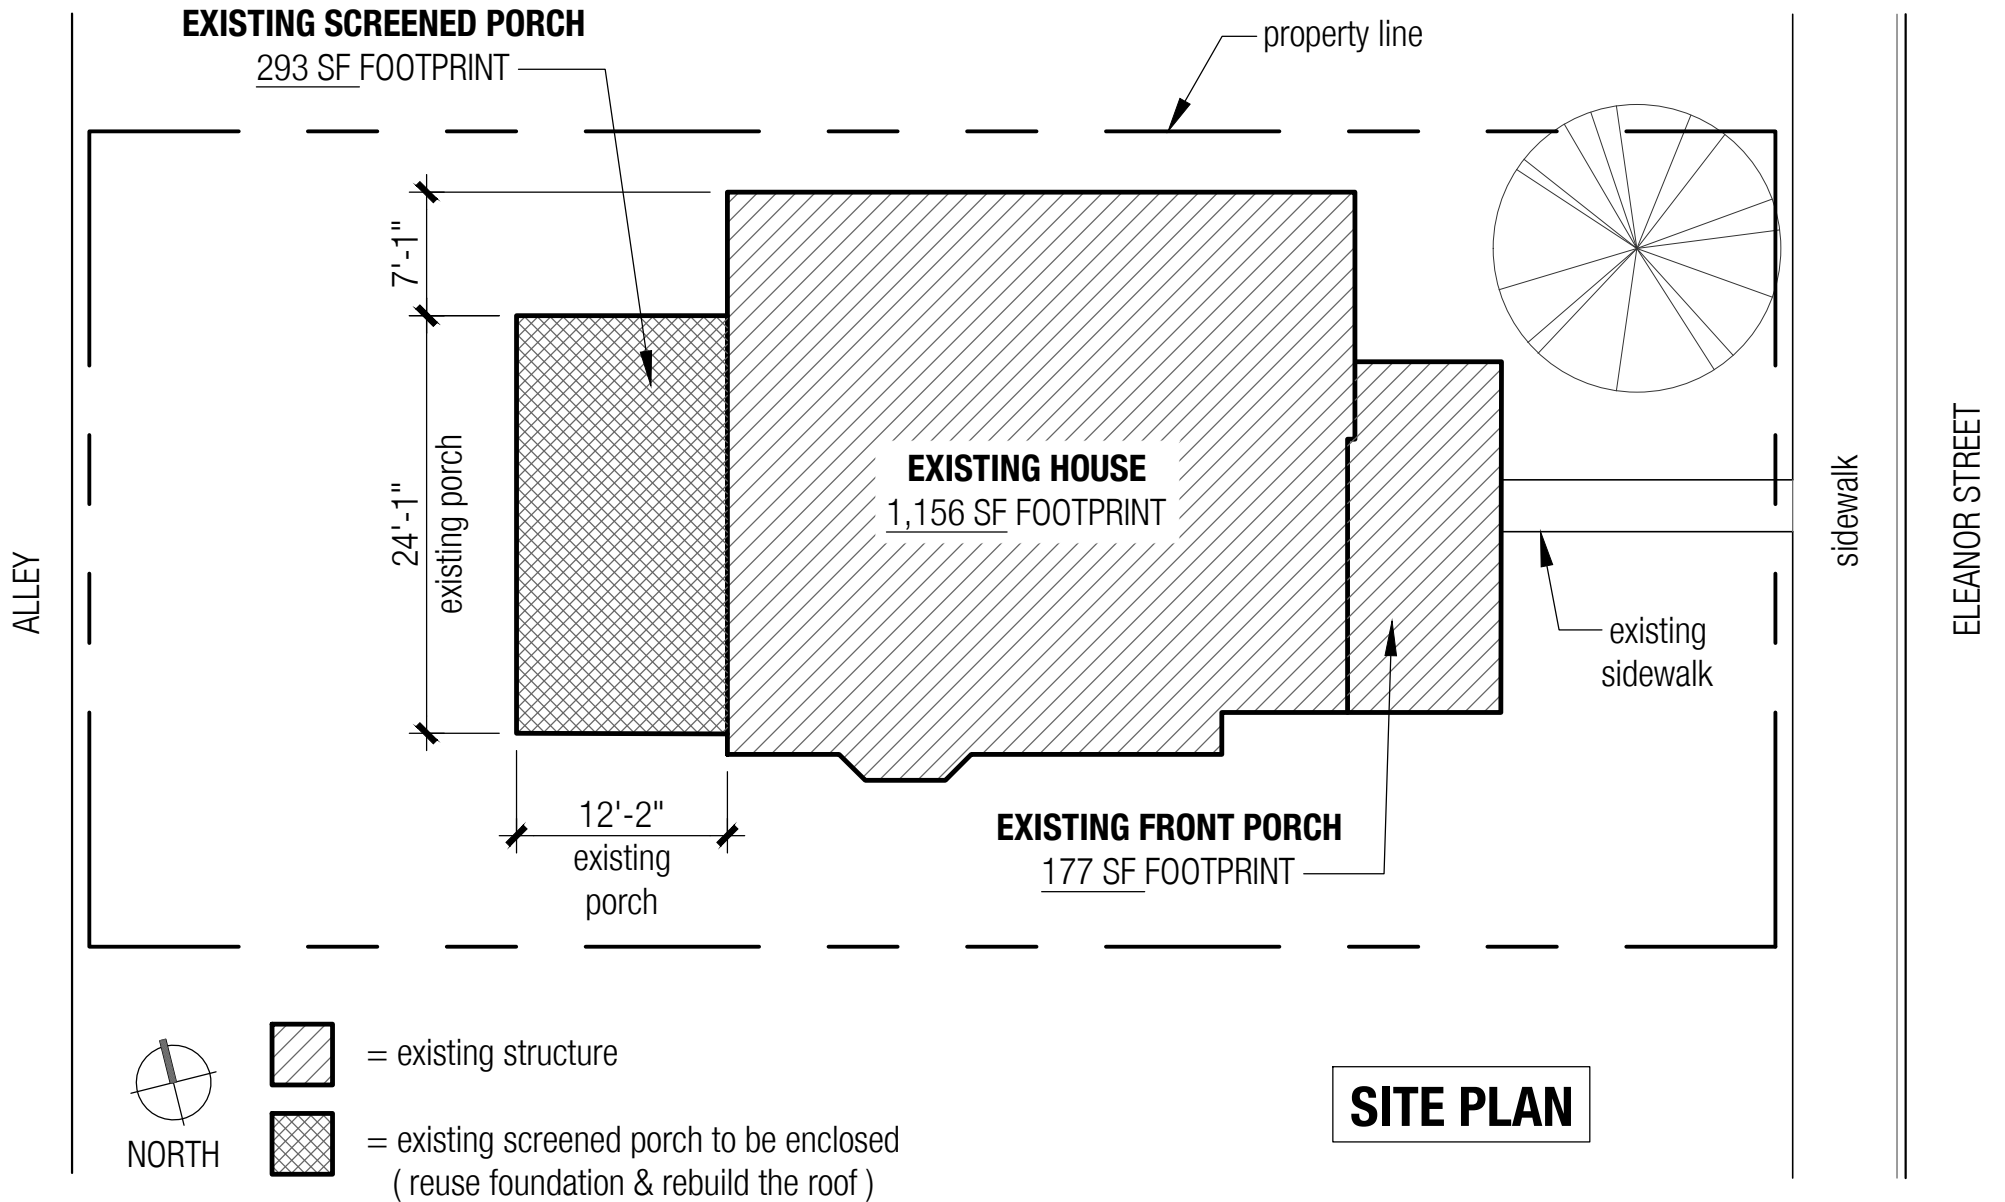 EXISTING SCREENED PORCH
293 SF FOOTPRINT
property line
7'-1"
24'-1"
existing porch
EXISTING HOUSE
1,156 SF FOOTPRINT
ALLEY
sidewalk
ELEANOR STREET
existing
sidewalk
12'-2"
existing
porch
EXISTING FRONT PORCH
177 SF FOOTPRINT
NORTH
= existing structure
= existing screened porch to be enclosed
( reuse foundation & rebuild the roof )
SITE PLAN